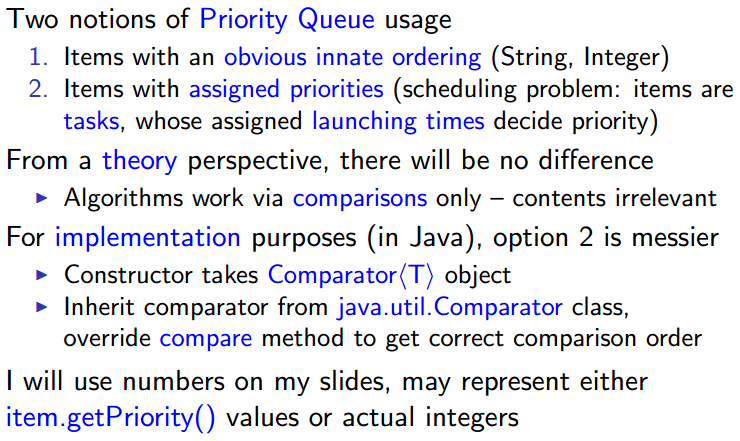 Two notions of Priority Queue usage
1. Items with an obvious innate ordering (String, Integer)
2. Items with assigned priorities (scheduling problem: items are
tasks, whose assigned launching times decide priority)
From a theory perspective, there will be no difference
▶ Algorithms work via comparisons only – contents irrelevant
For implementation purposes (in Java), option 2 is messier
▶ Constructor takes Comparator⟨T⟩ object
▶ Inherit comparator from java.util.Comparator class,
override compare method to get correct comparison order
I will use numbers on my slides, may represent either
item.getPriority() values or actual integers